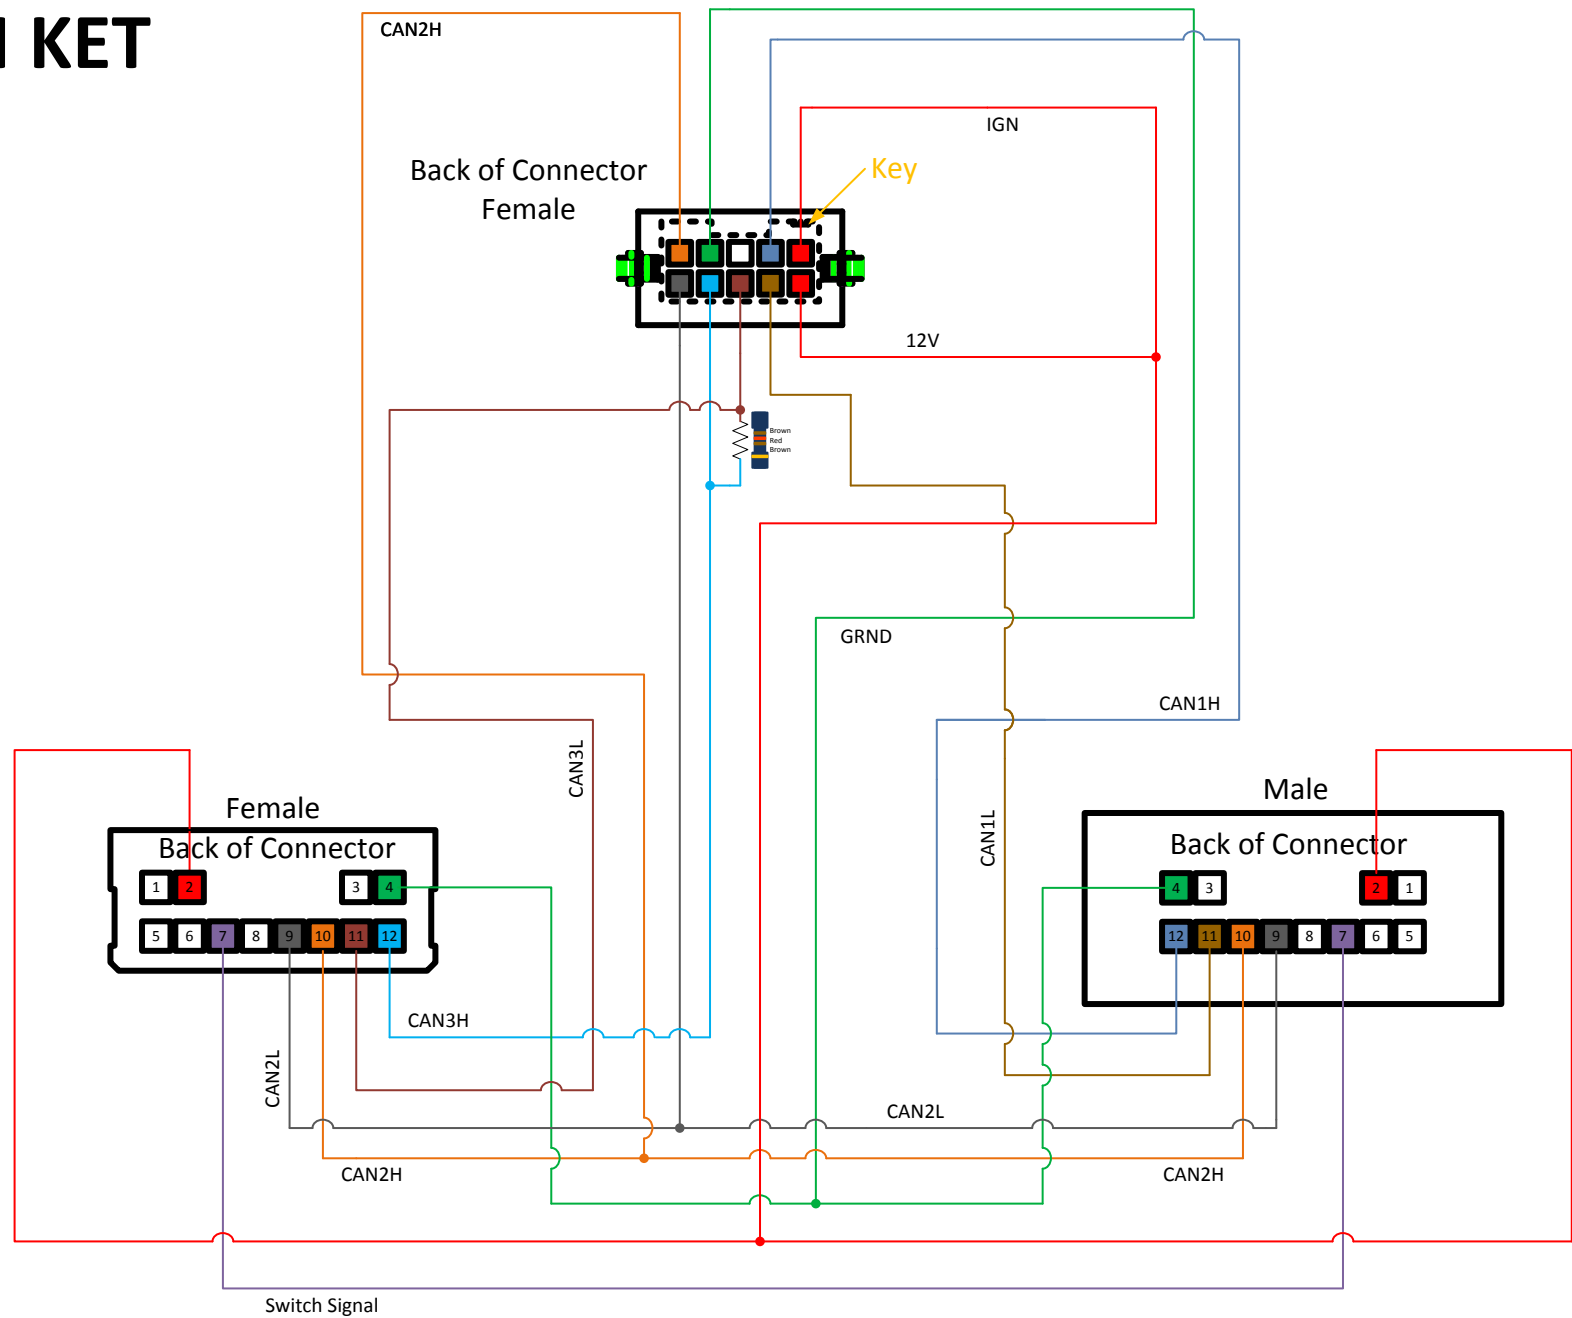 KET
CAN2H
IGN
Key
Back of Connector
Female
12V
Brown
Red
Brown
GRND
CAN1H
CAN3L
CAN1L
Female
Back of Connector
1 2 3 4
5 6 7 8 9 10 11 12
Male
Back of Connector
4 3 2 1
12 11 10 9 8 7 6 5
CAN3H
CAN2L
CAN2L
CAN2H
CAN2H
Switch Signal